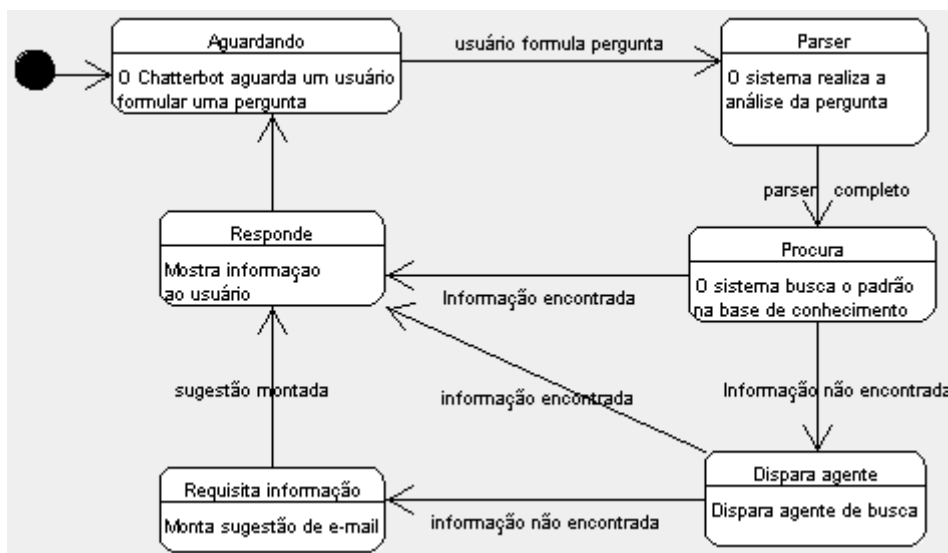 Aguardando
O Chatterbot aguarda um usuário
formular uma pergunta
usuário formula pergunta
Parser
O sistema realiza a
análise da pergunta
parser completo
Responde
Mostra informaçao
ao usuário
Informação encontrada
Procura
O sistema busca o padrão
na base de conhecimento
sugestão montada
informação encontrada
Informação não encontrada
Requisita informação
Monta sugestão de e-mail
informação não encontrada
Dispara agente
Dispara agente de busca